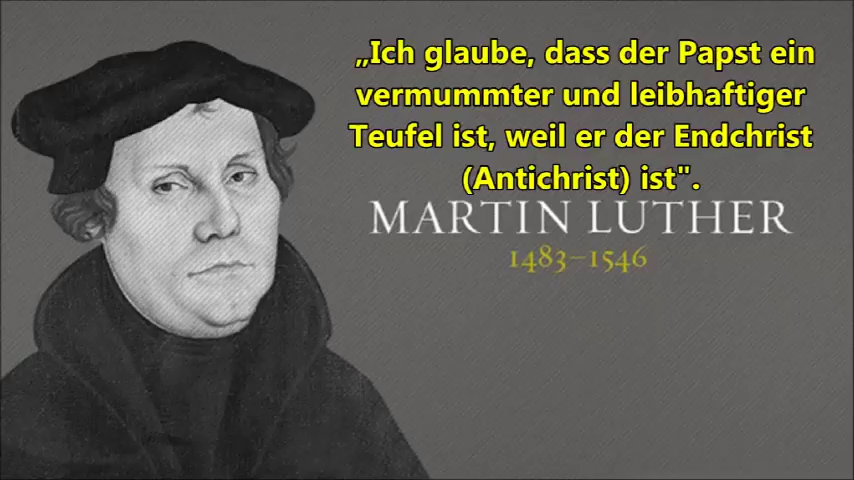 „Ich glaube, dass der Papst ein
vermummter und leibhaftiger
Teufel ist, weil er der Endchrist
(Antichrist) ist".
MARTIN LUTHER
1483–1546